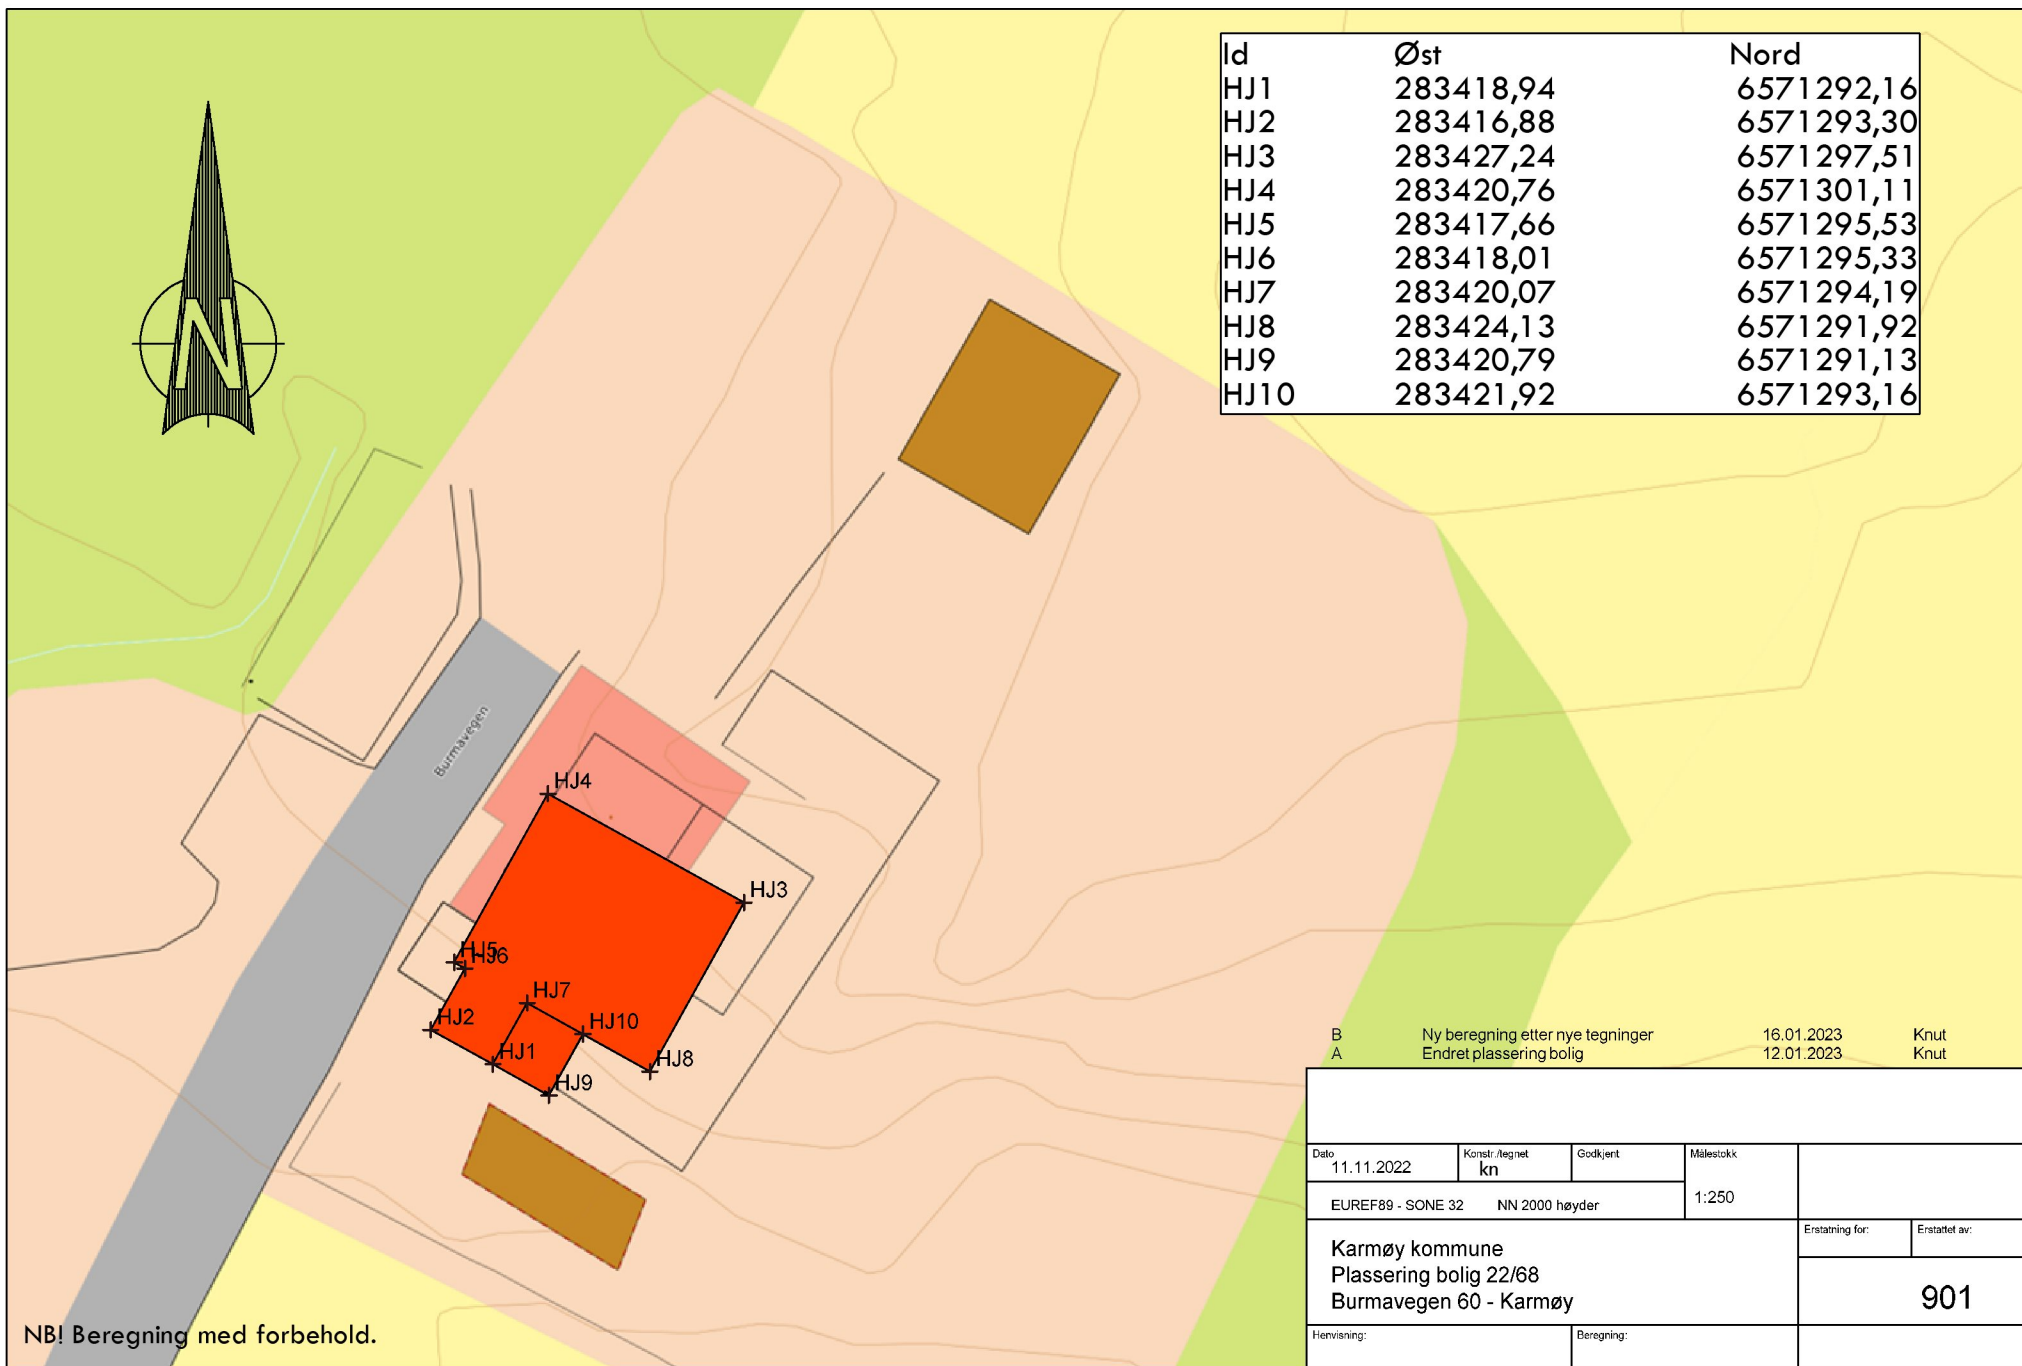 Id Øst Nord
HJ1 283418,94 6571292,16
HJ2 283416,88 6571293,30
HJ3 283427,24 6571297,51
HJ4 283420,76 6571301,11
HJ5 283417,66 6571295,53
HJ6 283418,01 6571295,33
HJ7 283420,07 6571294,19
HJ8 283424,13 6571291,92
HJ9 283420,79 6571291,13
HJ10 283421,92 6571293,16
N
Burmavegen
HJ4
HJ3
HJ5
HJ6
HJ7
HJ2
HJ10
HJ1
HJ8
HJ9
B Ny beregning etter nye tegninger 16.01.2023 Knut
A Endret plassering bolig 12.01.2023 Knut
Dato Konstr./tegnet Godkjent Målestokk
11.11.2022 kn
1:250
EUREF89 - SONE 32 NN 2000 høyder
Erstatning for: Erstattet av:
Karmøy kommune
Plassering bolig 22/68
Burmavegen 60 - Karmøy
901
Henvisning: Beregning:
NB! Beregning med forbehold.